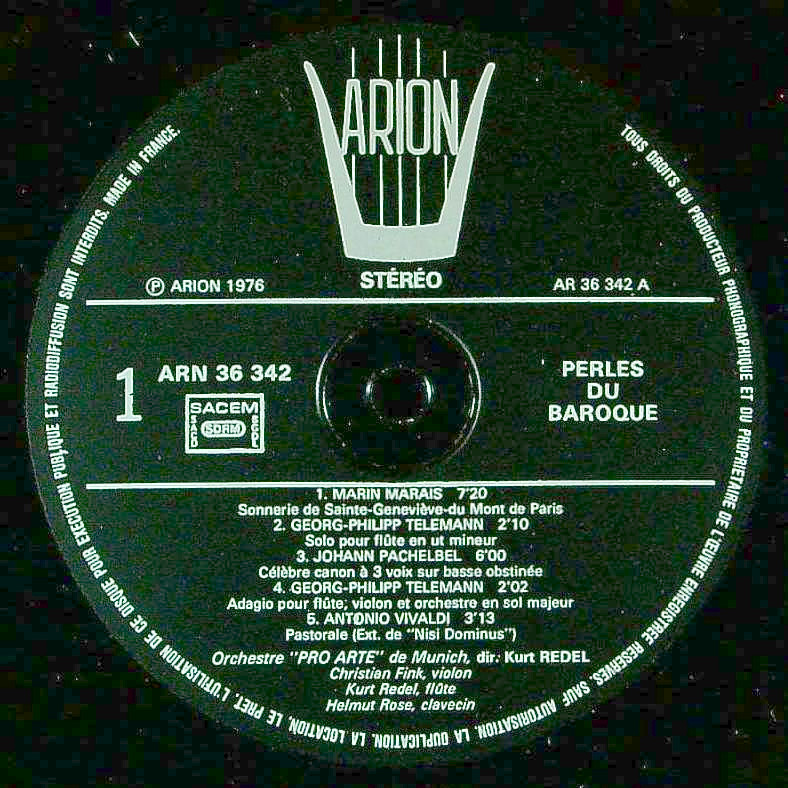 ARION
STÉRÉO
Ⓟ ARION 1976
AR 36 342 A
1
ARN 36 342
SACEM
SACD
SDRM
SGDL
PERLES
DU
BAROQUE
1. MARIN MARAIS 7'20
Sonnerie de Sainte-Geneviève-du Mont de Paris
2. GEORG-PHILIPP TELEMANN 2'10
Solo pour flûte en ut mineur
3. JOHANN PACHELBEL 6'00
Célèbre canon à 3 voix sur basse obstinée
4. GEORG-PHILIPP TELEMANN 2'02
Adagio pour flûte, violon et orchestre en sol majeur
5. ANTONIO VIVALDI 3'13
Pastorale (Ext. de "Nisi Dominus")
Orchestre "PRO ARTE" de Munich, dir. Kurt REDEL
Christian Fink, violon
Kurt Redel, flûte
Helmut Rose, clavecin
TOUS DROITS DU PRODUCTEUR PHONOGRAPHIQUE ET DU PROPRIETAIRE DE L'ŒUVRE ENREGISTREE RESERVES. SAUF AUTORISATION, LA DUPLICATION, LA LOCATION, LE PRET, L'UTILISATION DE CE DISQUE POUR EXECUTION PUBLIQUE ET RADIODIFFUSION SONT INTERDITS. MADE IN FRANCE.